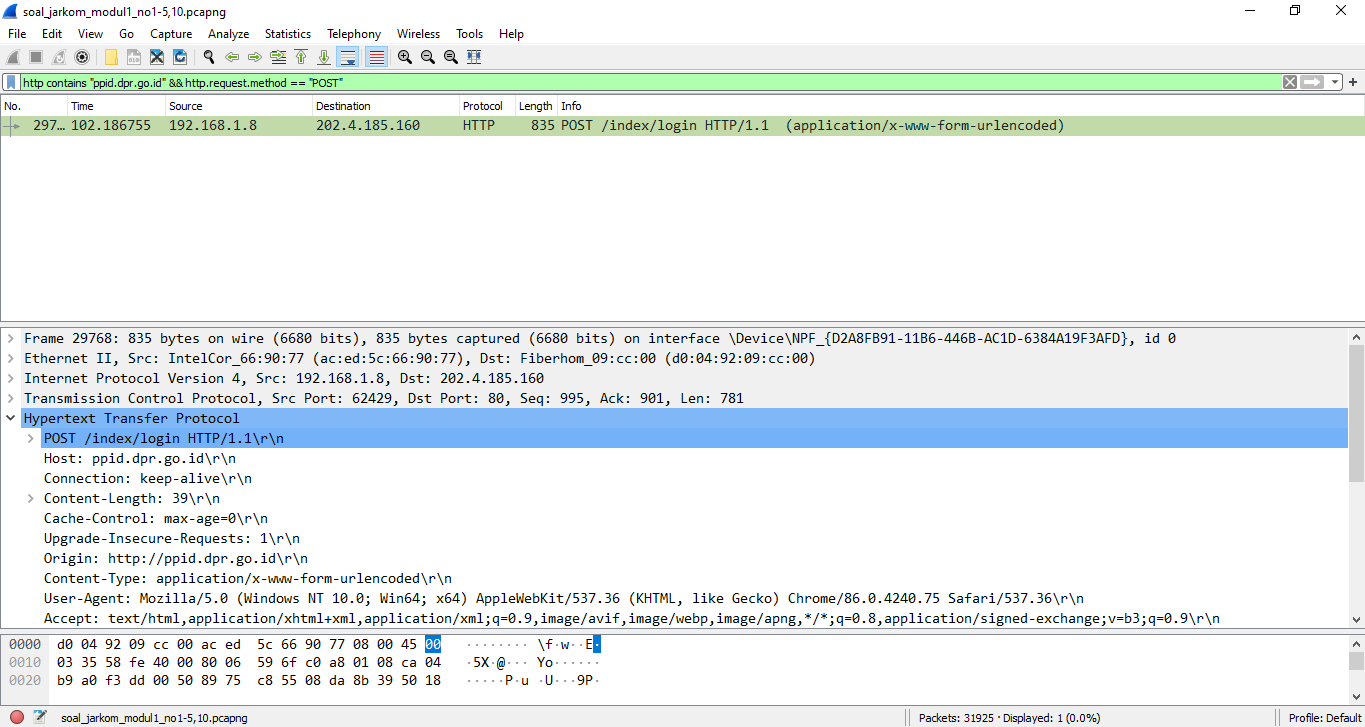 soal_jarkom_modul1_no1-5,10.pcapng
File Edit View Go Capture Analyze Statistics Telephony Wireless Tools Help
http contains "ppid.dpr.go.id" && http.request.method == "POST"
No. Time Source Destination Protocol Length Info
297… 102.186755 192.168.1.8 202.4.185.160 HTTP 835 POST /index/login HTTP/1.1 (application/x-www-form-urlencoded)
Frame 29768: 835 bytes on wire (6680 bits), 835 bytes captured (6680 bits) on interface \Device\NPF_{D2A8FB91-11B6-446B-AC1D-6384A19F3AFD}, id 0
Ethernet II, Src: IntelCor_66:90:77 (ac:ed:5c:66:90:77), Dst: Fiberhom_09:cc:00 (d0:04:92:09:cc:00)
Internet Protocol Version 4, Src: 192.168.1.8, Dst: 202.4.185.160
Transmission Control Protocol, Src Port: 62429, Dst Port: 80, Seq: 995, Ack: 901, Len: 781
Hypertext Transfer Protocol
POST /index/login HTTP/1.1\r\n
Host: ppid.dpr.go.id\r\n
Connection: keep-alive\r\n
Content-Length: 39\r\n
Cache-Control: max-age=0\r\n
Upgrade-Insecure-Requests: 1\r\n
Origin: http://ppid.dpr.go.id\r\n
Content-Type: application/x-www-form-urlencoded\r\n
User-Agent: Mozilla/5.0 (Windows NT 10.0; Win64; x64) AppleWebKit/537.36 (KHTML, like Gecko) Chrome/86.0.4240.75 Safari/537.36\r\n
Accept: text/html,application/xhtml+xml,application/xml;q=0.9,image/avif,image/webp,image/apng,*/*;q=0.8,application/signed-exchange;v=b3;q=0.9\r\n
0000 d0 04 92 09 cc 00 ac ed 5c 66 90 77 08 00 45 00 ········ \f·w··E·
0010 03 35 58 fe 40 00 80 06 59 6f c0 a8 01 08 ca 04 ·5X·@··· Yo······
0020 b9 a0 f3 dd 00 50 89 75 c8 55 08 da 8b 39 50 18 ·····P·u ·U···9P·
soal_jarkom_modul1_no1-5,10.pcapng Packets: 31925 · Displayed: 1 (0.0%) Profile: Default